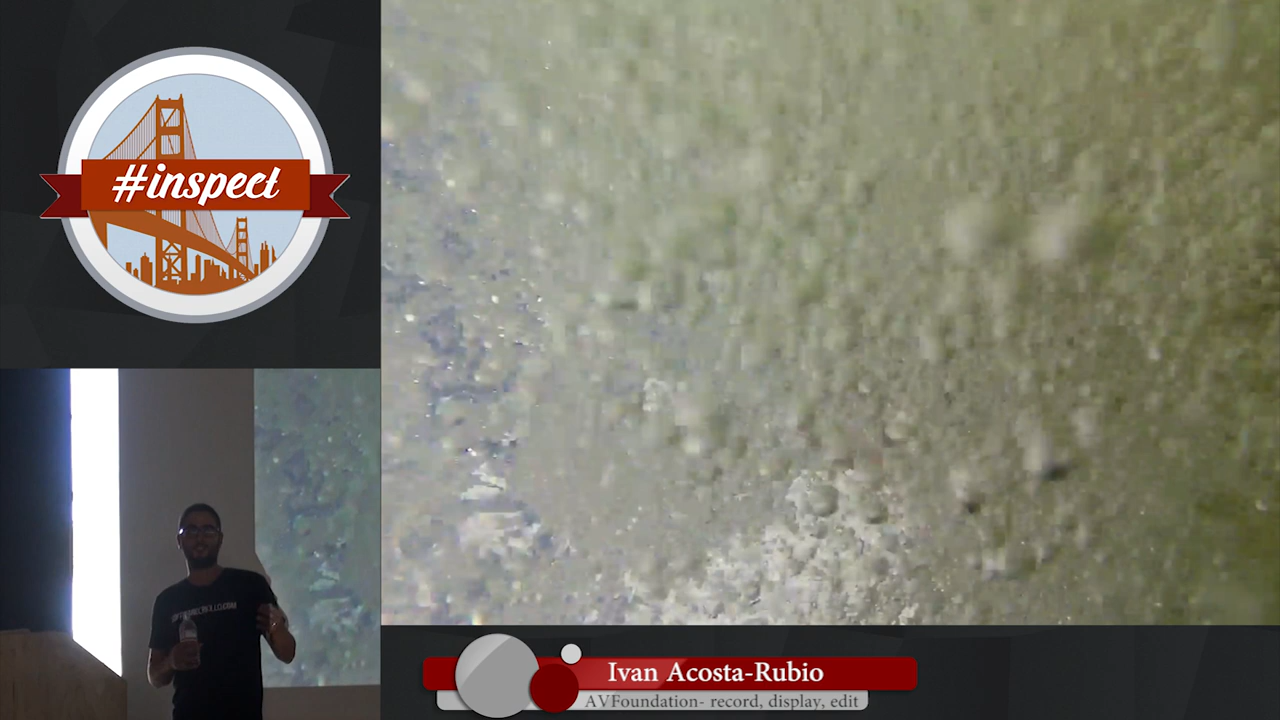 #inspect
Ivan Acosta-Rubio
AVFoundation- record, display, edit